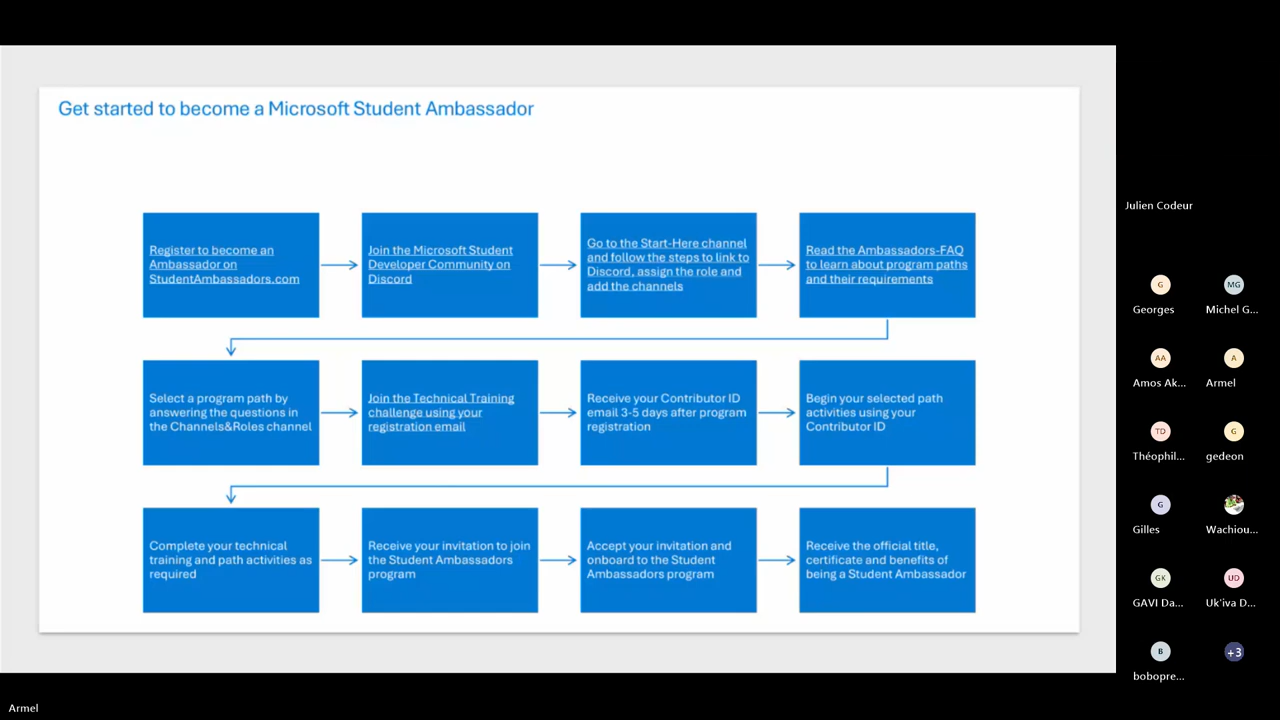 Get started to become a Microsoft Student Ambassador
Register to become an
Ambassador on
StudentAmbassadors.com
Join the Microsoft Student
Developer Community on
Discord
Go to the Start-Here channel
and follow the steps to link to
Discord, assign the role and
add the channels
Read the Ambassadors-FAQ
to learn about program paths
and their requirements
Select a program path by
answering the questions in
the Channels&Roles channel
Join the Technical Training
challenge using your
registration email
Receive your Contributor ID
email 3-5 days after program
registration
Begin your selected path
activities using your
Contributor ID
Complete your technical
training and path activities as
required
Receive your invitation to join
the Student Ambassadors
program
Accept your invitation and
onboard to the Student
Ambassadors program
Receive the official title,
certificate and benefits of
being a Student Ambassador
Julien Codeur
G
Georges
MG
Michel G...
AA
Amos Ak...
A
Armel
TD
Théophil...
G
gedeon
G
Gilles
Wachiou...
GK
GAVI Da...
UD
Uk'iva D...
B
bobopre...
+3
Armel